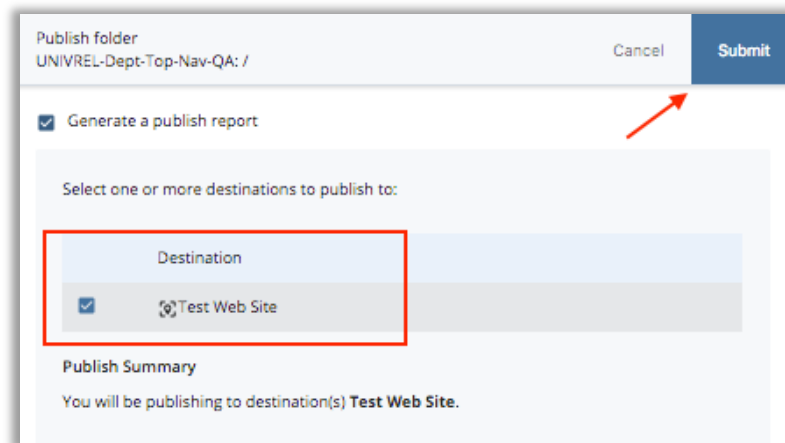 Publish folder
UNIVREL-Dept-Top-Nav-QA: /
Cancel
Submit
Generate a publish report
Select one or more destinations to publish to:
Destination
Test Web Site
Publish Summary
You will be publishing to destination(s) Test Web Site.